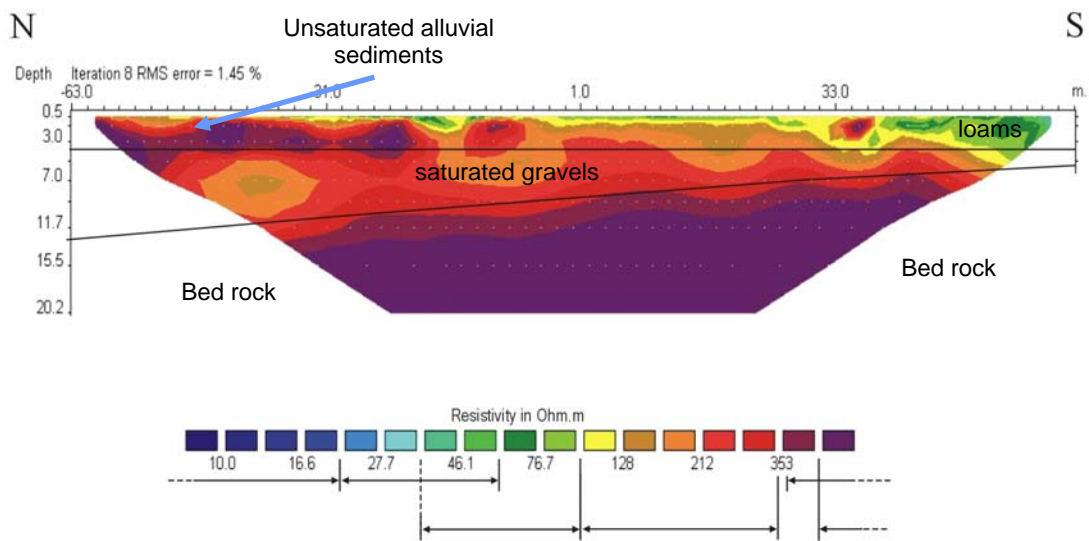 N
S
Unsaturated alluvial
sediments
Depth Iteration 8 RMS error = 1.45 %
-63.0 -31.0 1.0 33.0 m.
0.5
3.0
7.0
11.7
15.5
20.2
loams
saturated gravels
Bed rock
Bed rock
Resistivity in Ohm.m
10.0 16.6 27.7 46.1 76.7 128 212 353